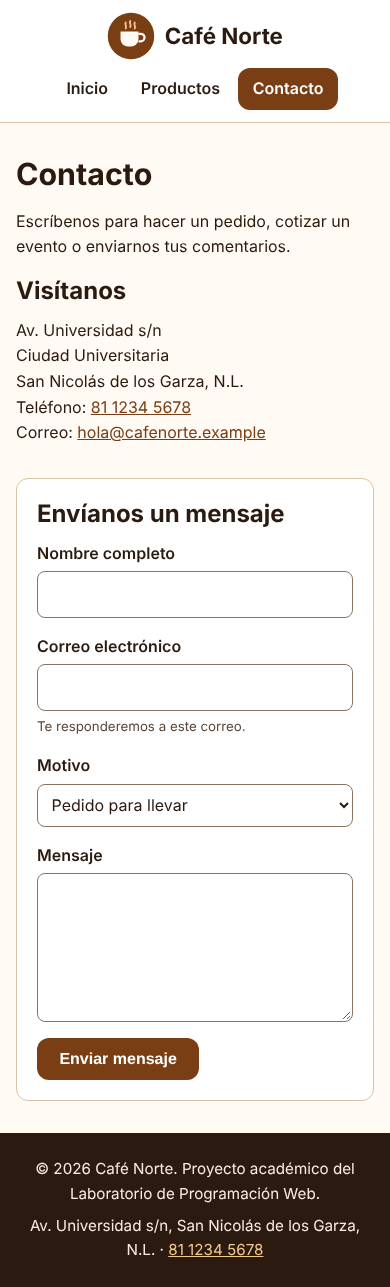 Café Norte
Inicio Productos Contacto
Contacto
Escríbenos para hacer un pedido, cotizar un
evento o enviarnos tus comentarios.
Visítanos
Av. Universidad s/n
Ciudad Universitaria
San Nicolás de los Garza, N.L.
Teléfono: 81 1234 5678
Correo: hola@cafenorte.example
Envíanos un mensaje
Nombre completo
Correo electrónico
Te responderemos a este correo.
Motivo
Pedido para llevar
Mensaje
Enviar mensaje
© 2026 Café Norte. Proyecto académico del
Laboratorio de Programación Web.
Av. Universidad s/n, San Nicolás de los Garza,
N.L. · 81 1234 5678